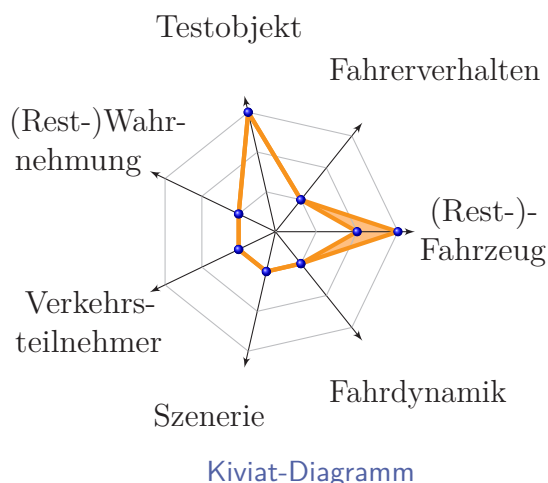 Testobjekt
Fahrerverhalten
(Rest-)Wahr-
nehmung
(Rest-)-
Fahrzeug
Verkehrs-
teilnehmer
Fahrdynamik
Szenerie
Kiviat-Diagramm